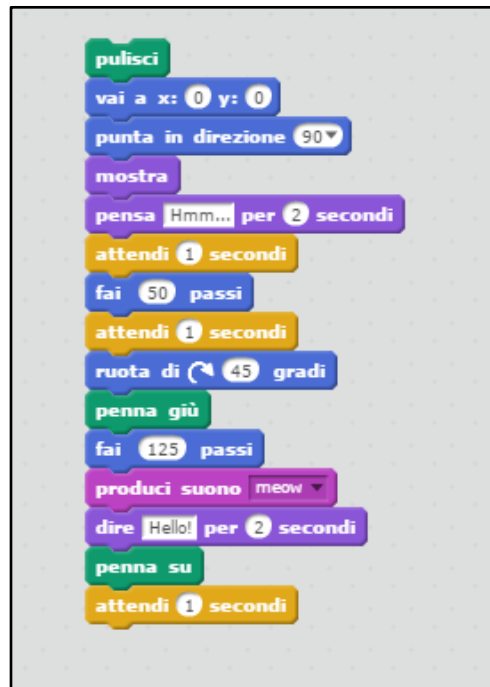 pulisci
vai a x: 0 y: 0
punta in direzione 90
mostra
pensa Hmm... per 2 secondi
attendi 1 secondi
fai 50 passi
attendi 1 secondi
ruota di 45 gradi
penna giù
fai 125 passi
produci suono meow
dire Hello! per 2 secondi
penna su
attendi 1 secondi